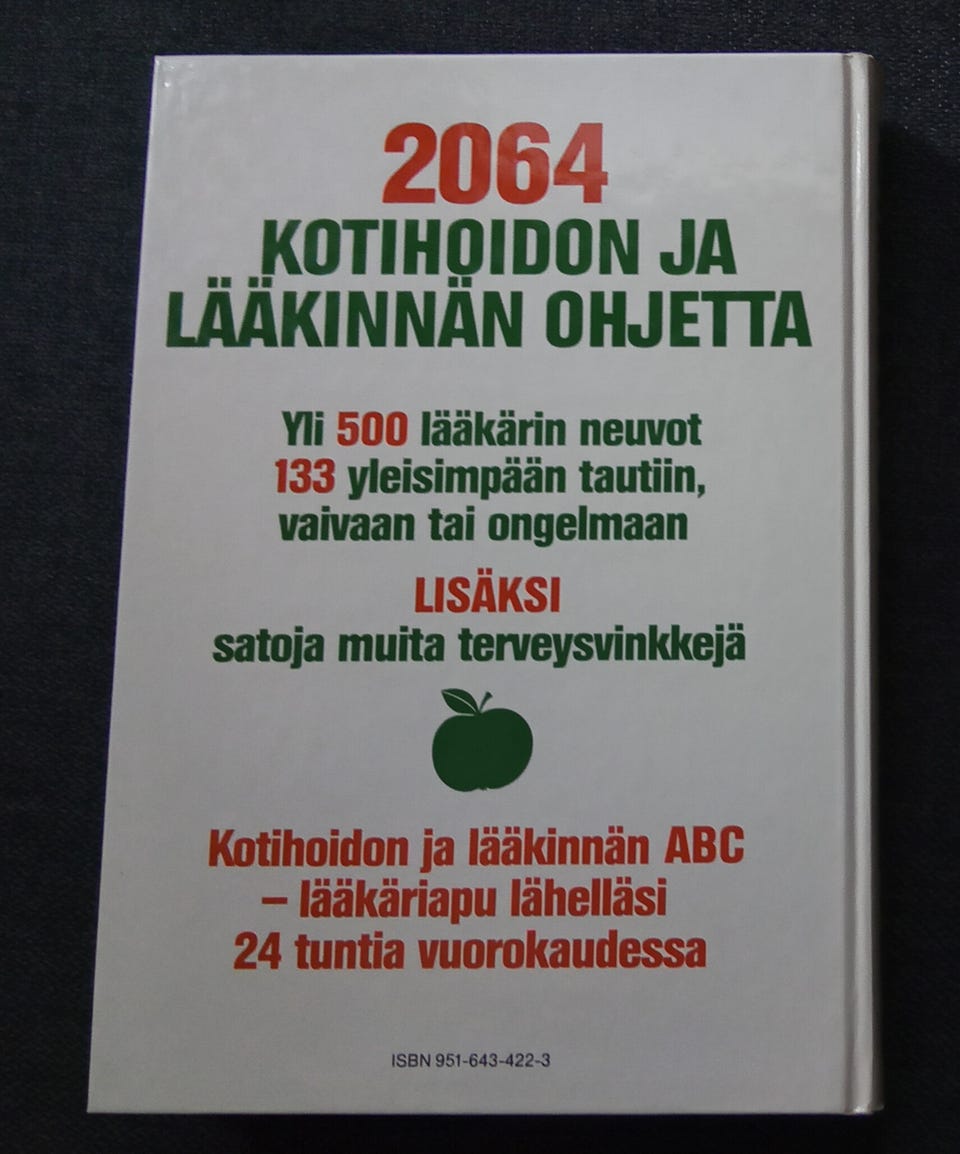 2064
KOTIHOIDON JA
LÄÄKINNÄN OHJETTA
Yli 500 lääkärin neuvot
133 yleisimpään tautiin,
vaivaan tai ongelmaan
LISÄKSI
satoja muita terveysvinkkejä
Kotihoidon ja lääkinnän ABC
– lääkäriapu lähelläsi
24 tuntia vuorokaudessa
ISBN 951-643-422-3